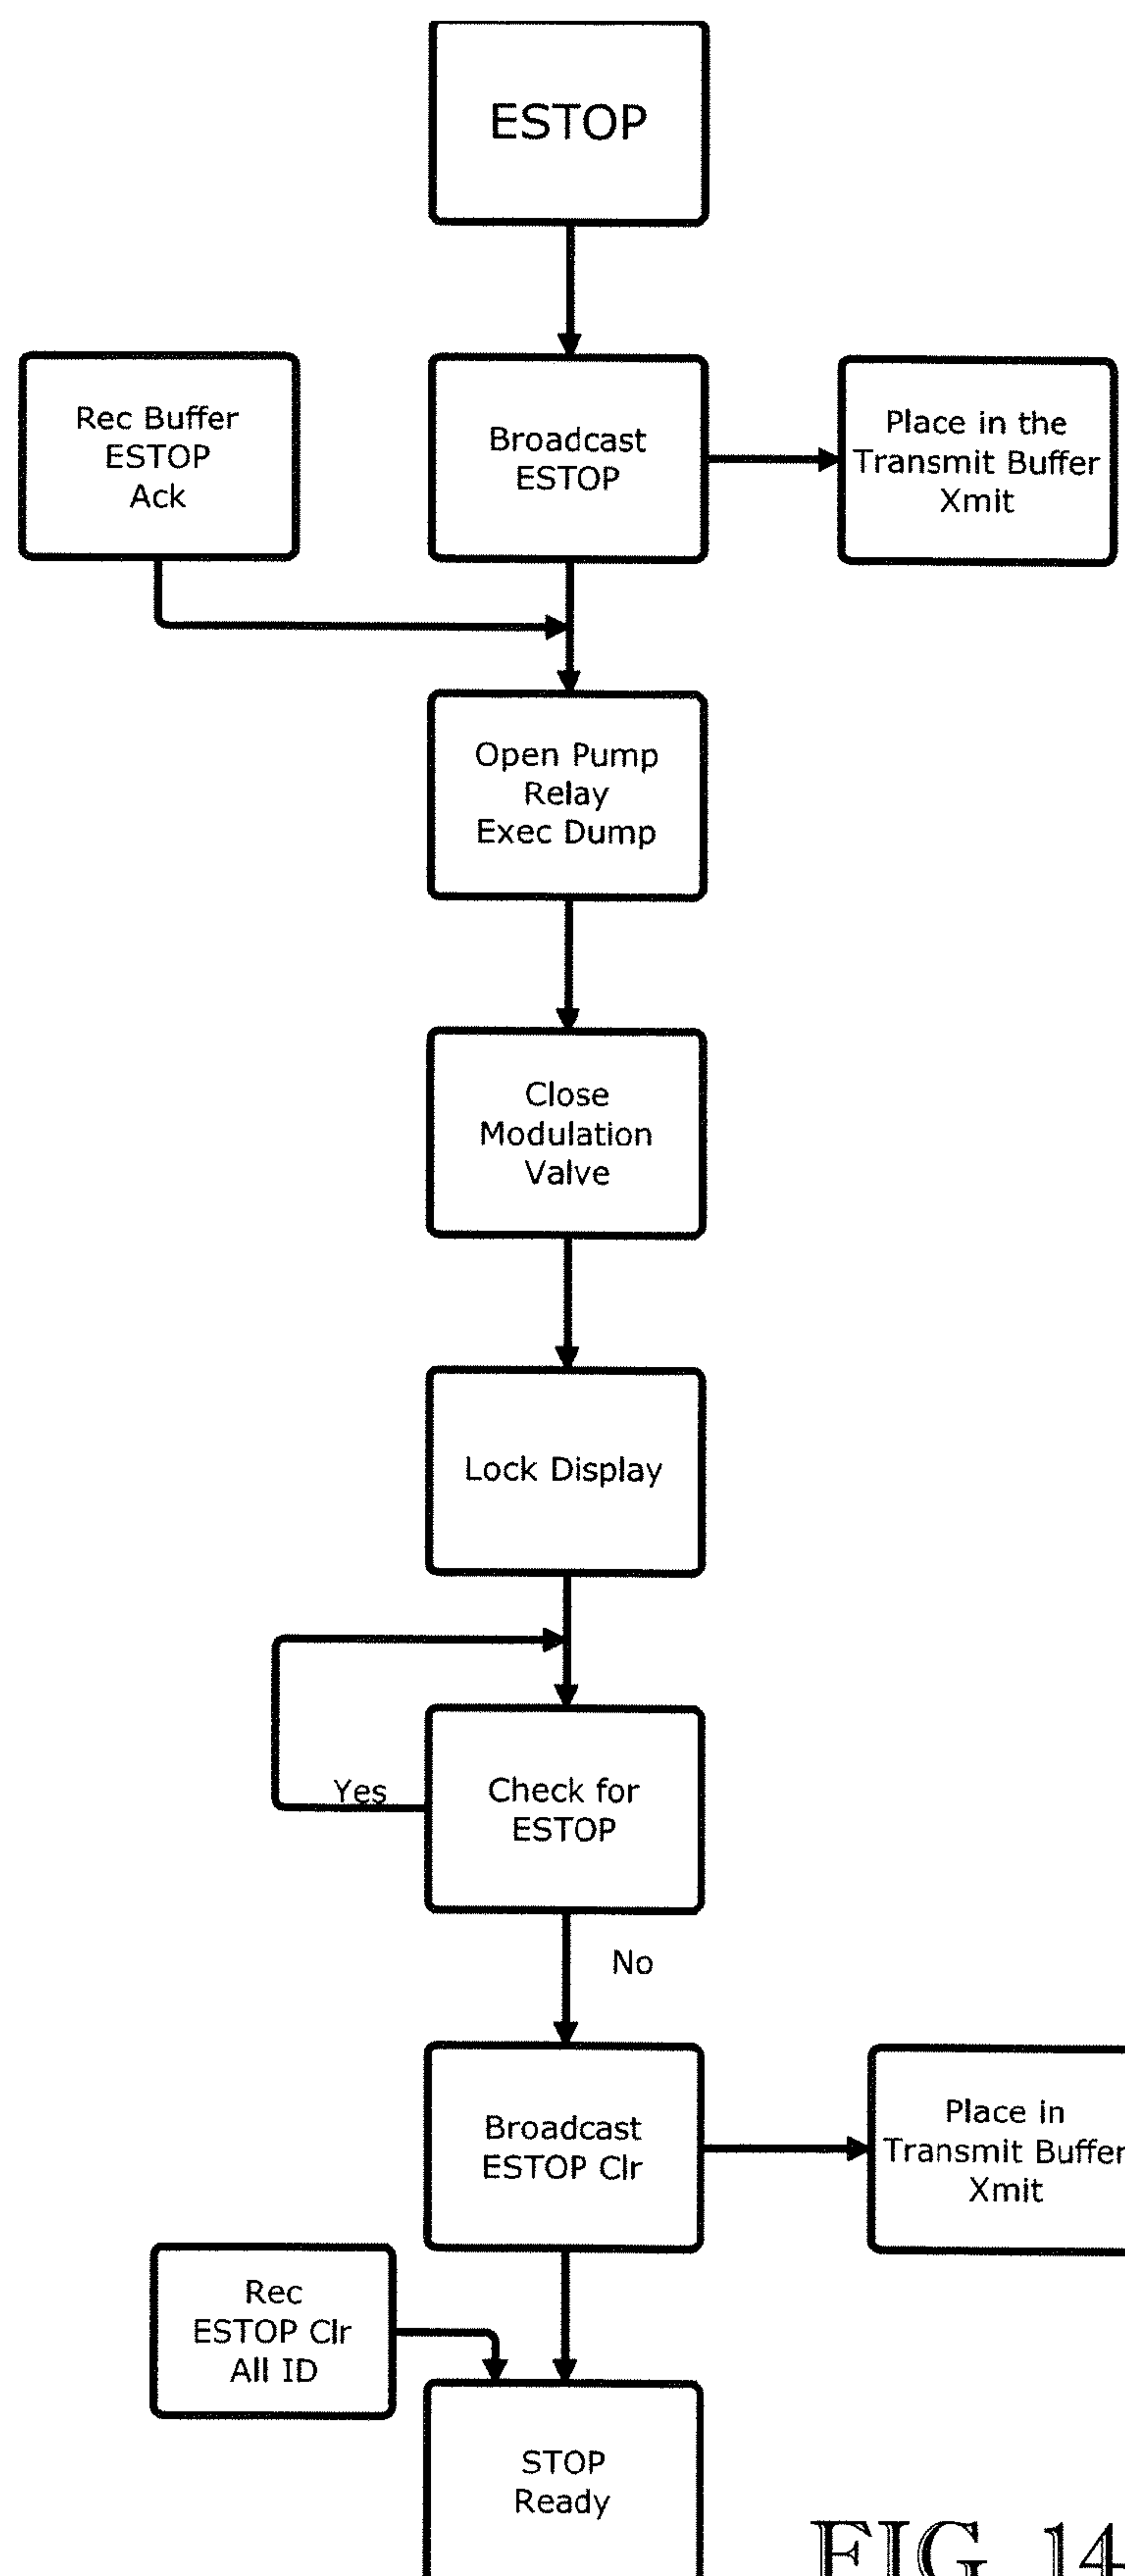 ESTOP
Rec Buffer
ESTOP
Ack
Broadcast
ESTOP
Place in the
Transmit Buffer
Xmit
Open Pump
Relay
Exec Dump
Close
Modulation
Valve
Lock Display
Yes
Check for
ESTOP
No
Broadcast
ESTOP Clr
Place in
Transmit Buffer
Xmit
Rec
ESTOP Clr
All ID
STOP
Ready
FIG. 14